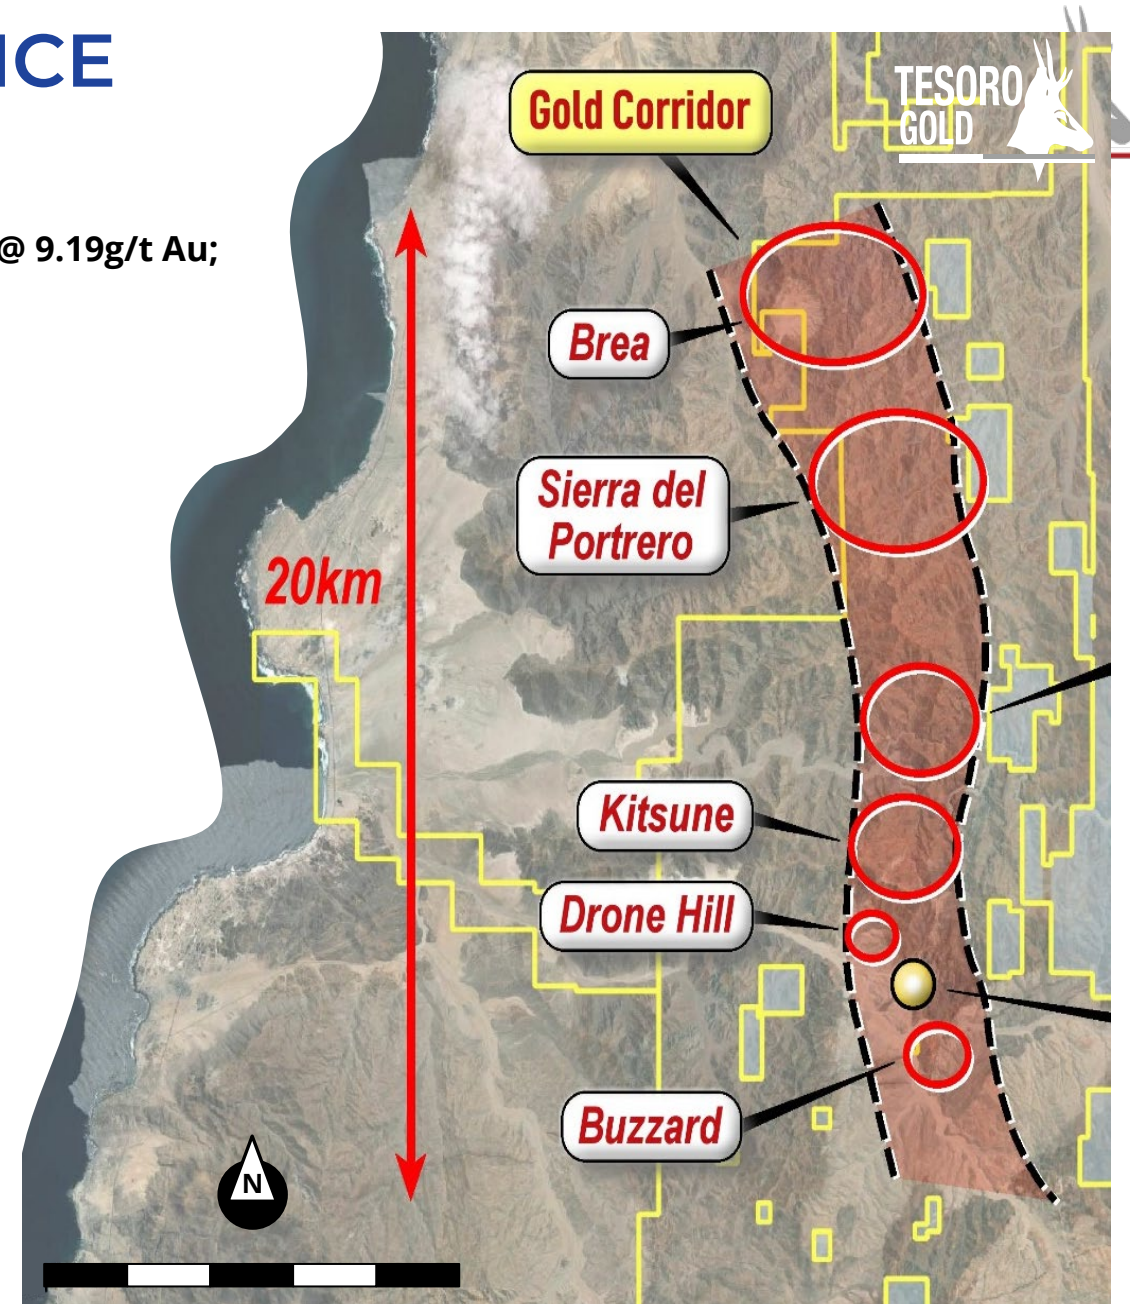 ICE
TESORO
GOLD
Gold Corridor
@ 9.19g/t Au;
Brea
Sierra del
Portrero
20km
Kitsune
Drone Hill
Buzzard
N